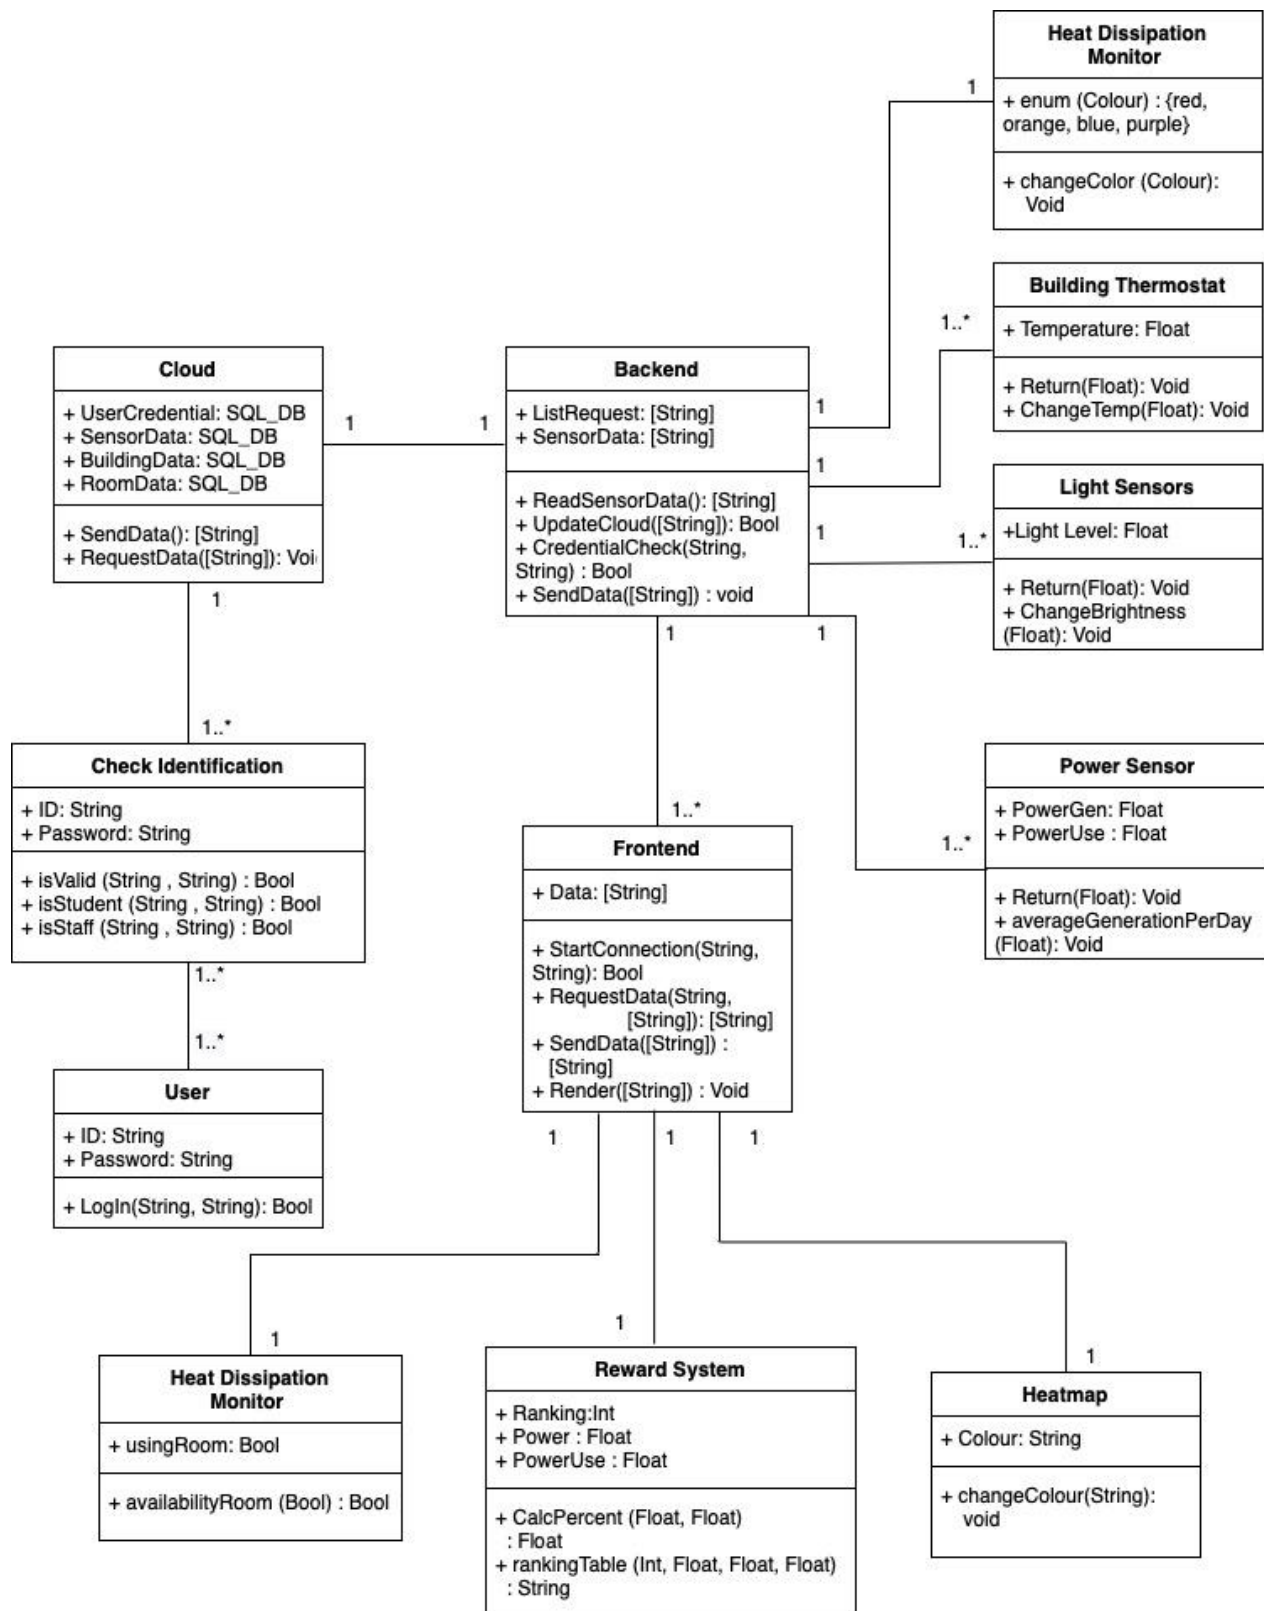 Heat Dissipation
Monitor
+ enum (Colour) : {red,
orange, blue, purple}
+ changeColor (Colour):
Void
1
Building Thermostat
+ Temperature: Float
+ Return(Float): Void
+ ChangeTemp(Float): Void
1..*
Cloud
+ UserCredential: SQL_DB
+ SensorData: SQL_DB
+ BuildingData: SQL_DB
+ RoomData: SQL_DB
+ SendData(): [String]
+ RequestData([String]): Voi
1
1
Backend
+ ListRequest: [String]
+ SensorData: [String]
+ ReadSensorData(): [String]
+ UpdateCloud([String]): Bool
+ CredentialCheck(String,
String) : Bool
+ SendData([String]) : void
1
1
1
Light Sensors
+Light Level: Float
+ Return(Float): Void
+ ChangeBrightness
(Float): Void
1..*
1
1
1
1..*
Check Identification
+ ID: String
+ Password: String
+ isValid (String , String) : Bool
+ isStudent (String , String) : Bool
+ isStaff (String , String) : Bool
1..*
1..*
Power Sensor
+ PowerGen: Float
+ PowerUse : Float
+ Return(Float): Void
+ averageGenerationPerDay
(Float): Void
1..*
1..*
Frontend
+ Data: [String]
+ StartConnection(String,
String): Bool
+ RequestData(String,
[String]): [String]
+ SendData([String]) :
[String]
+ Render([String]) : Void
1
1
1
User
+ ID: String
+ Password: String
+ LogIn(String, String): Bool
1
Heat Dissipation
Monitor
+ usingRoom: Bool
+ availabilityRoom (Bool) : Bool
1
Reward System
+ Ranking:Int
+ Power : Float
+ PowerUse : Float
+ CalcPercent (Float, Float)
: Float
+ rankingTable (Int, Float, Float, Float)
: String
1
Heatmap
+ Colour: String
+ changeColour(String):
void